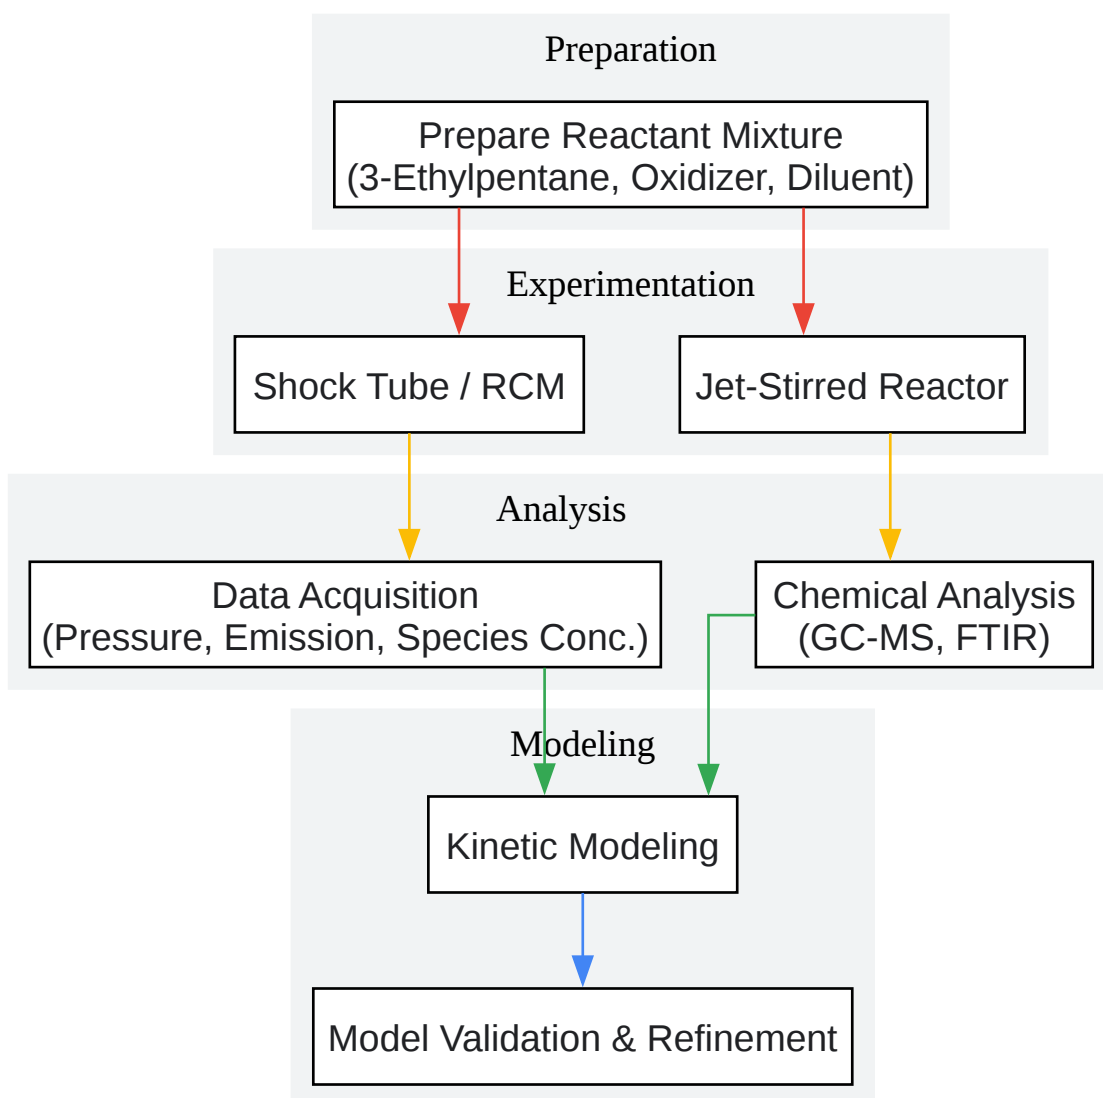 Preparation
Prepare Reactant Mixture
(3-Ethylpentane, Oxidizer, Diluent)
Experimentation
Shock Tube / RCM
Jet-Stirred Reactor
Analysis
Data Acquisition
(Pressure, Emission, Species Conc.)
Chemical Analysis
(GC-MS, FTIR)
Modeling
Kinetic Modeling
Model Validation & Refinement